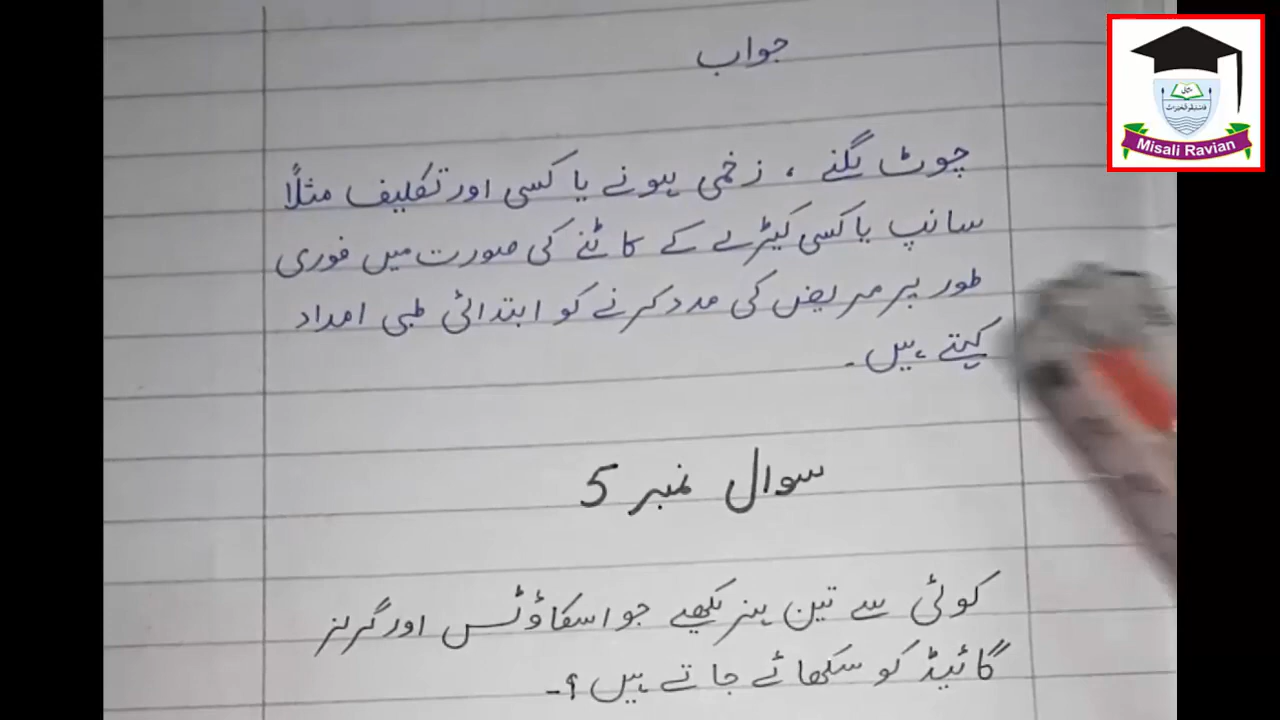 جواب
چوٹ لگنے ، زخمی ہونے یا کسی اور تکلیف مثلاً
سانپ یا کسی کیڑے کے کاٹنے کی صورت میں فوری
طور پر مریض کی مدد کرنے کو ابتدائی طبی امداد
کہتے ہیں۔
سوال نمبر 5
کوئی سے تین ہنر لکھیے جو اسکاؤٹس اور گرلز
گائیڈ کو سکھائے جاتے ہیں؟۔
Misali Ravian